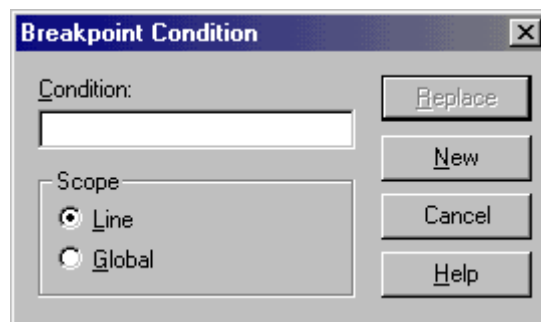 Breakpoint Condition
Condition:
Replace
New
Scope
Line
Cancel
Global
Help